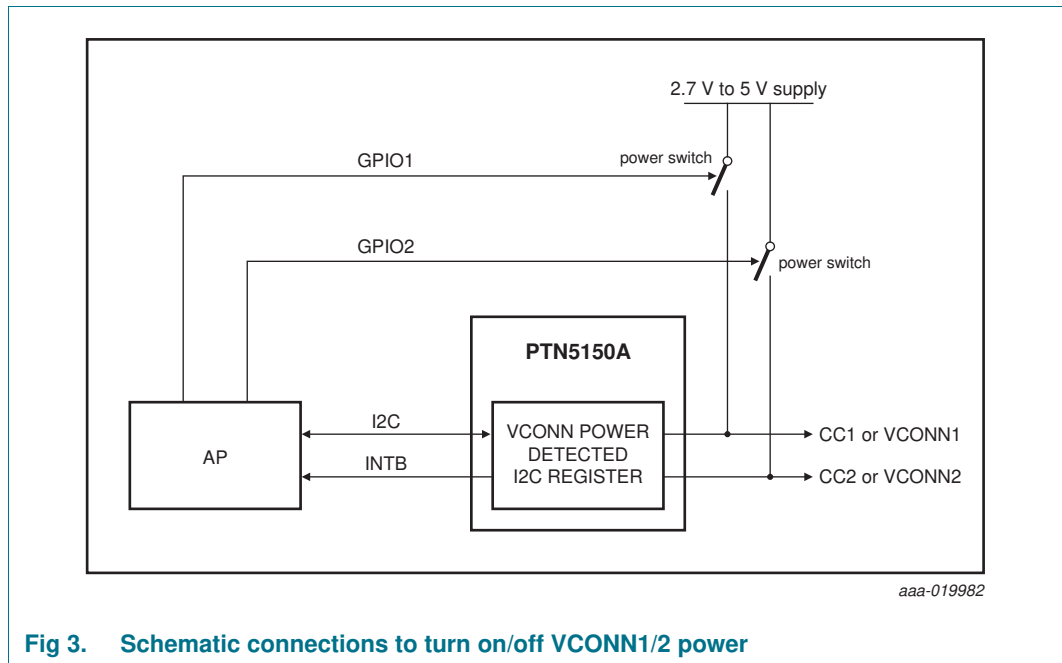 2.7 V to 5 V supply
GPIO1
power switch
GPIO2
power switch
PTN5150A
AP
I2C
INTB
VCONN POWER
DETECTED
I2C REGISTER
CC1 or VCONN1
CC2 or VCONN2
aaa-019982
Fig 3. Schematic connections to turn on/off VCONN1/2 power